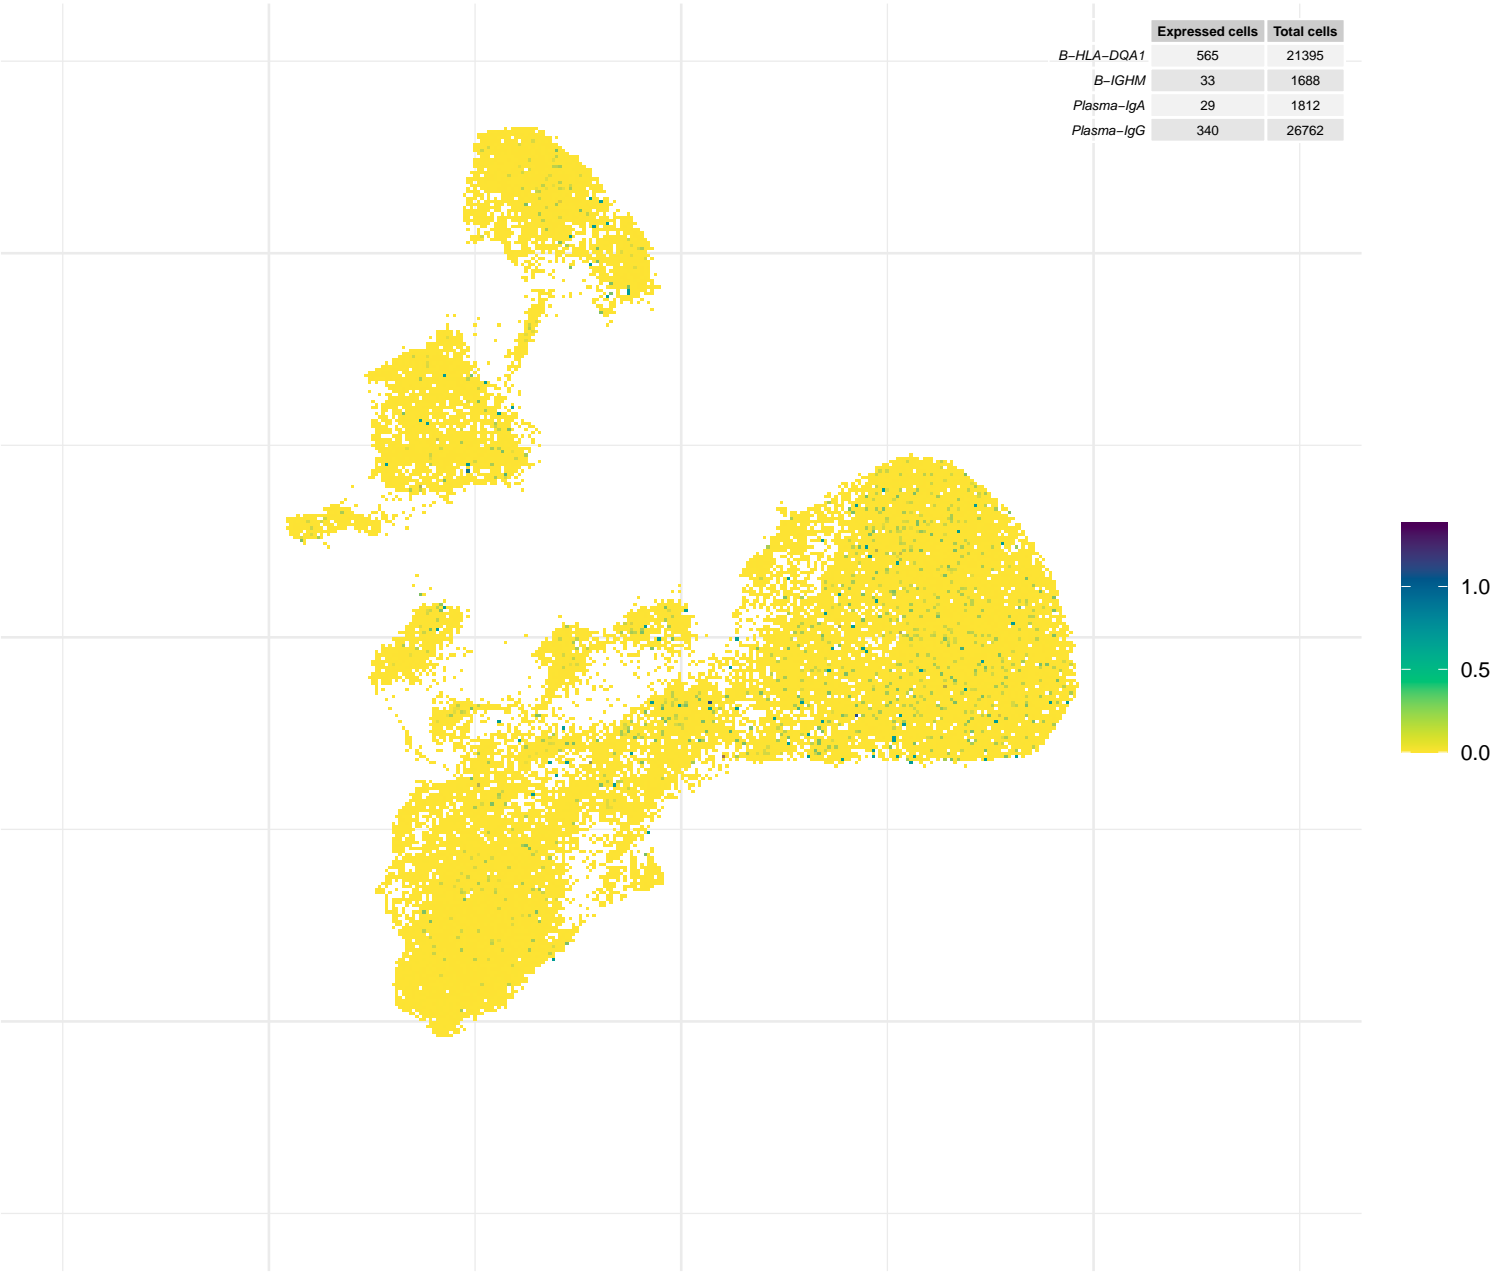 Expressed cells Total cells
B−HLA−DQA1 565 21395
B−IGHM 33 1688
Plasma−IgA 29 1812
Plasma−IgG 340 26762
1.0
0.5
0.0